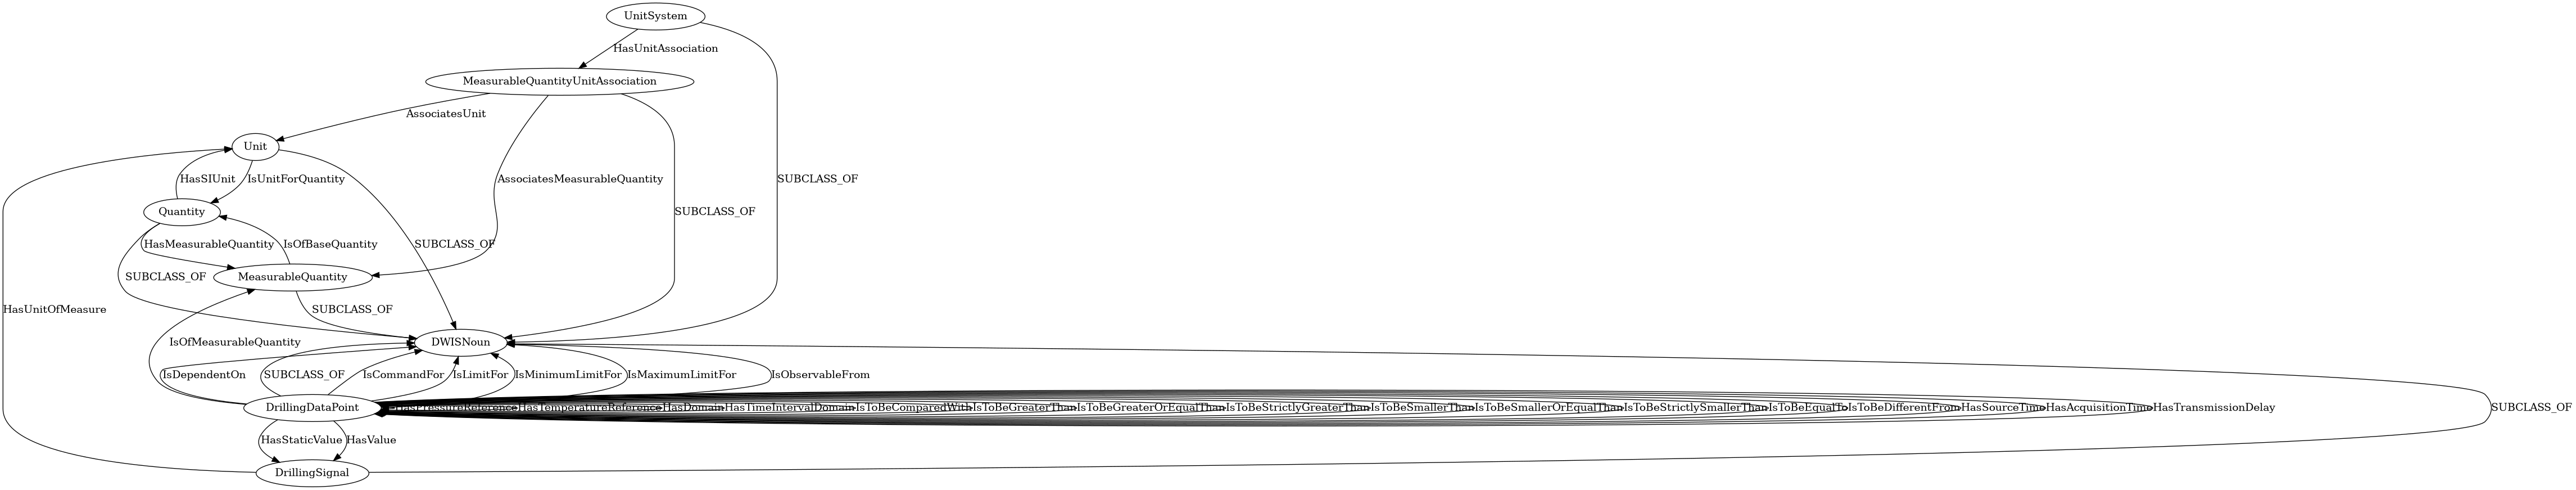 UnitSystem
HasUnitAssociation
MeasurableQuantityUnitAssociation
AssociatesUnit
Unit
HasSIUnit
IsUnitForQuantity
AssociatesMeasurableQuantity
SUBCLASS_OF
Quantity
SUBCLASS_OF
HasMeasurableQuantity
IsOfBaseQuantity
SUBCLASS_OF
SUBCLASS_OF
MeasurableQuantity
HasUnitOfMeasure
SUBCLASS_OF
IsOfMeasurableQuantity
DWISNoun
IsDependentOn
SUBCLASS_OF
IsCommandFor
IsLimitFor
IsMinimumLimitFor
IsMaximumLimitFor
IsObservableFrom
DrillingDataPoint
HasPressureReference
HasTemperatureReference
HasDomain
HasTimeIntervalDomain
IsToBeComparedWith
IsToBeGreaterThan
IsToBeGreaterOrEqualThan
IsToBeStrictlyGreaterThan
IsToBeSmallerThan
IsToBeSmallerOrEqualThan
IsToBeStrictlySmallerThan
IsToBeEqualTo
IsToBeDifferentFrom
HasSourceTime
HasAcquisitionTime
HasTransmissionDelay
SUBCLASS_OF
HasStaticValue
HasValue
DrillingSignal